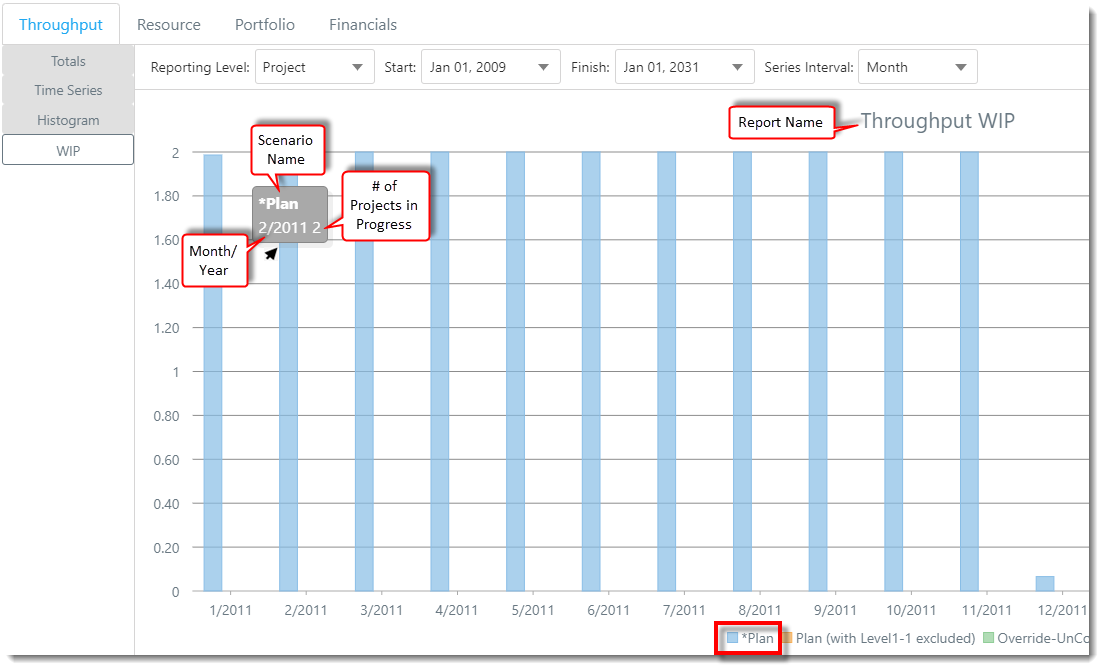 Throughput Resource Portfolio Financials
Totals
Time Series
Histogram
WIP
Reporting Level: Project Start: Jan 01, 2009 Finish: Jan 01, 2031 Series Interval: Month
Report Name
Throughput WIP
Scenario
Name
# of
Projects in
Progress
*Plan
2/2011 2
Month/
Year
2
1.80
1.60
1.40
1.20
1
0.80
0.60
0.40
0.20
0
1/2011 2/2011 3/2011 4/2011 5/2011 6/2011 7/2011 8/2011 9/2011 10/2011 11/2011 12/2011
*Plan Plan (with Level1-1 excluded) Override-UnCo